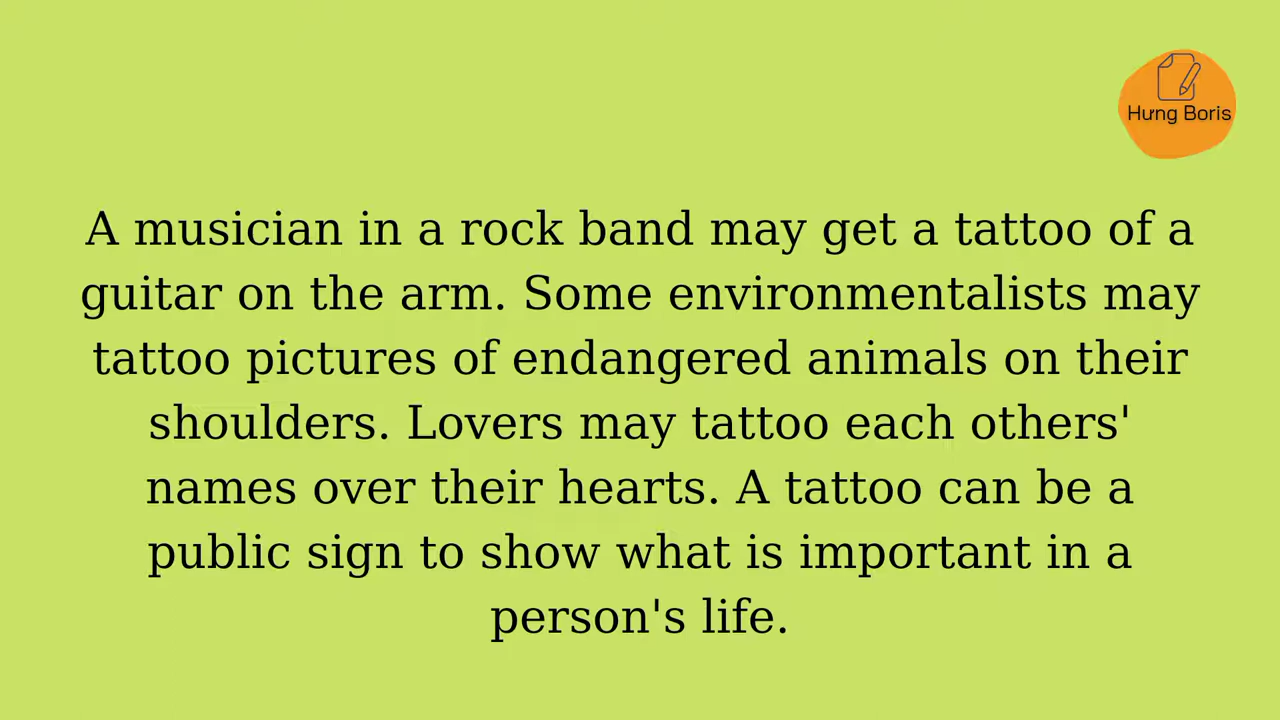 Hưng Boris
A musician in a rock band may get a tattoo of a
guitar on the arm. Some environmentalists may
tattoo pictures of endangered animals on their
shoulders. Lovers may tattoo each others'
names over their hearts. A tattoo can be a
public sign to show what is important in a
person's life.